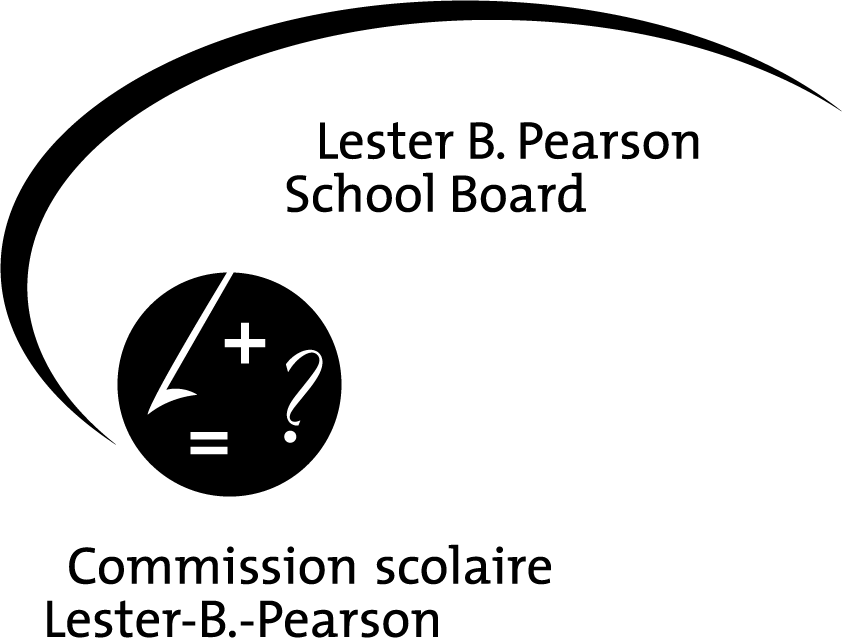 Lester B. Pearson
School Board
+
?
=
Commission scolaire
Lester-B.-Pearson